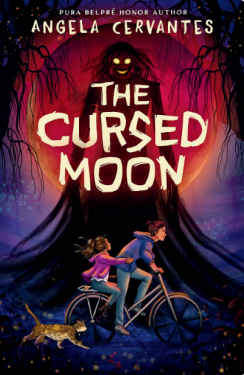 PURA BELPRÉ HONOR AUTHOR
ANGELA CERVANTES
THE
CURSED
MOON